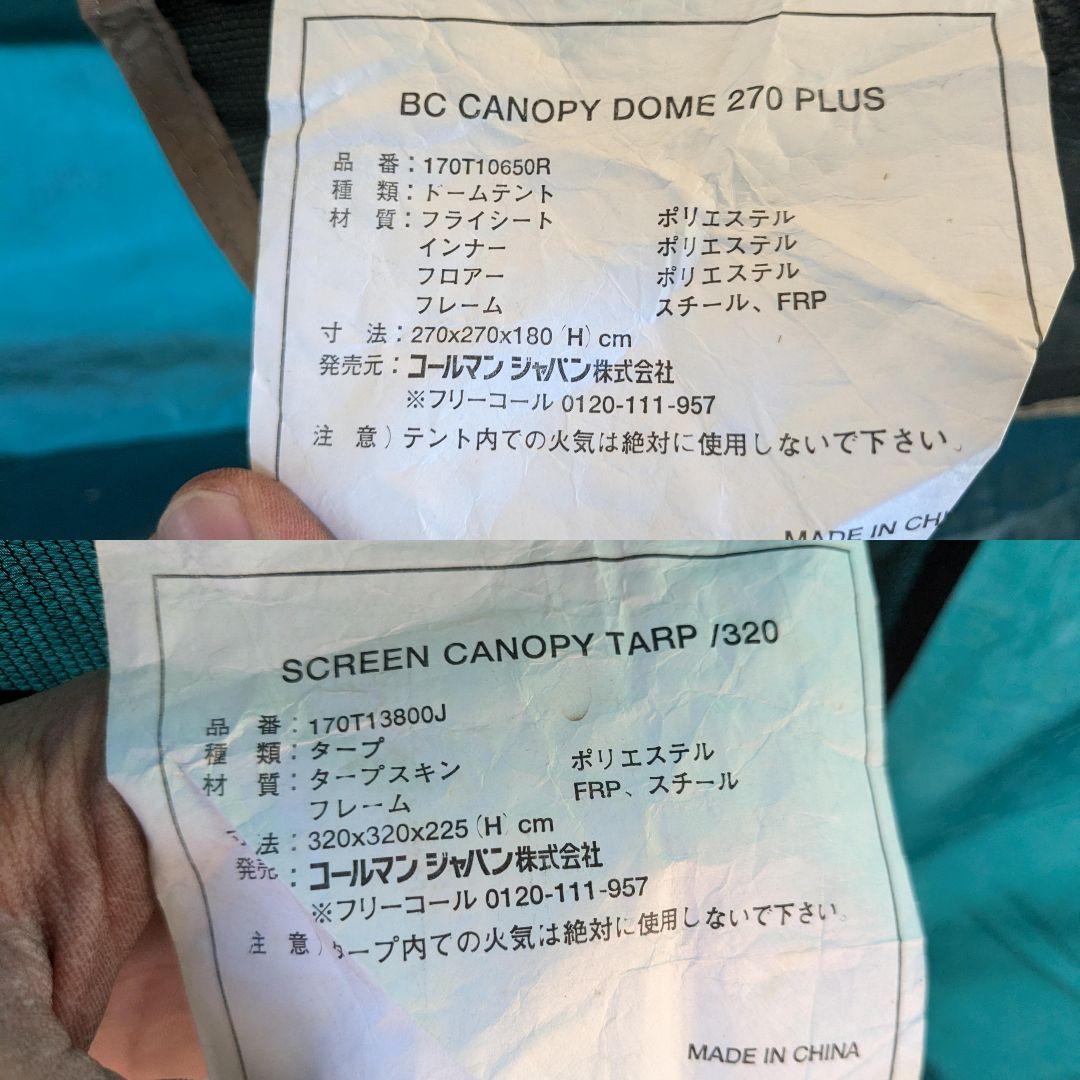 BC CANOPY DOME 270 PLUS
品 番：170T10650R
種 類：ドームテント
材 質：フライシート ポリエステル
インナー ポリエステル
フロアー ポリエステル
フレーム スチール、FRP
寸 法：270x270x180 (H) cm
発売元：コールマン ジャパン株式会社
※フリーコール 0120-111-957
注 意）テント内での火気は絶対に使用しないで下さい。
MADE IN CHI
SCREEN CANOPY TARP /320
品 番：170T13800J
種 類：タープ
材 質：タープスキン ポリエステル
フレーム FRP、スチール
寸 法：320x320x225 (H) cm
発売元：コールマン ジャパン株式会社
※フリーコール 0120-111-957
注 意）タープ内での火気は絶対に使用しないで下さい。
MADE IN CHINA